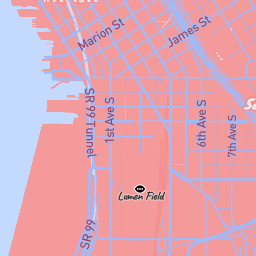 Marion St
James St
SR 99 Tunnel
1st Ave S
6th Ave S
7th Ave S
Lumen Field
SR 99